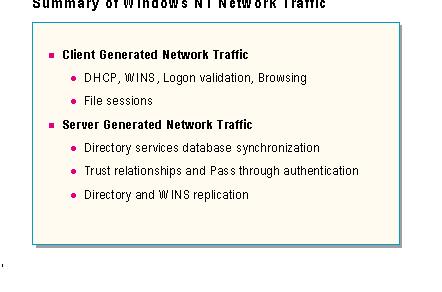 Summary of Windows NT Network Traffic
Client Generated Network Traffic
DHCP, WINS, Logon validation, Browsing
File sessions
Server Generated Network Traffic
Directory services database synchronization
Trust relationships and Pass through authentication
Directory and WINS replication